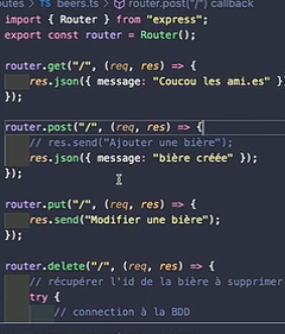 outes > TS beers.ts > router.post("/") callback
import { Router } from "express";
export const router = Router();
router.get("/", (req, res) => {
res.json({ message: "Coucou les ami.es" }
});
router.post("/", (req, res) => {
// res.send("Ajouter une bière");
res.json({ message: "bière créée" });
});
router.put("/", (req, res) => {
res.send("Modifier une bière");
});
router.delete("/", (req, res) => {
// récupérer l'id de la bière à supprimer
try {
// connection à la BDD